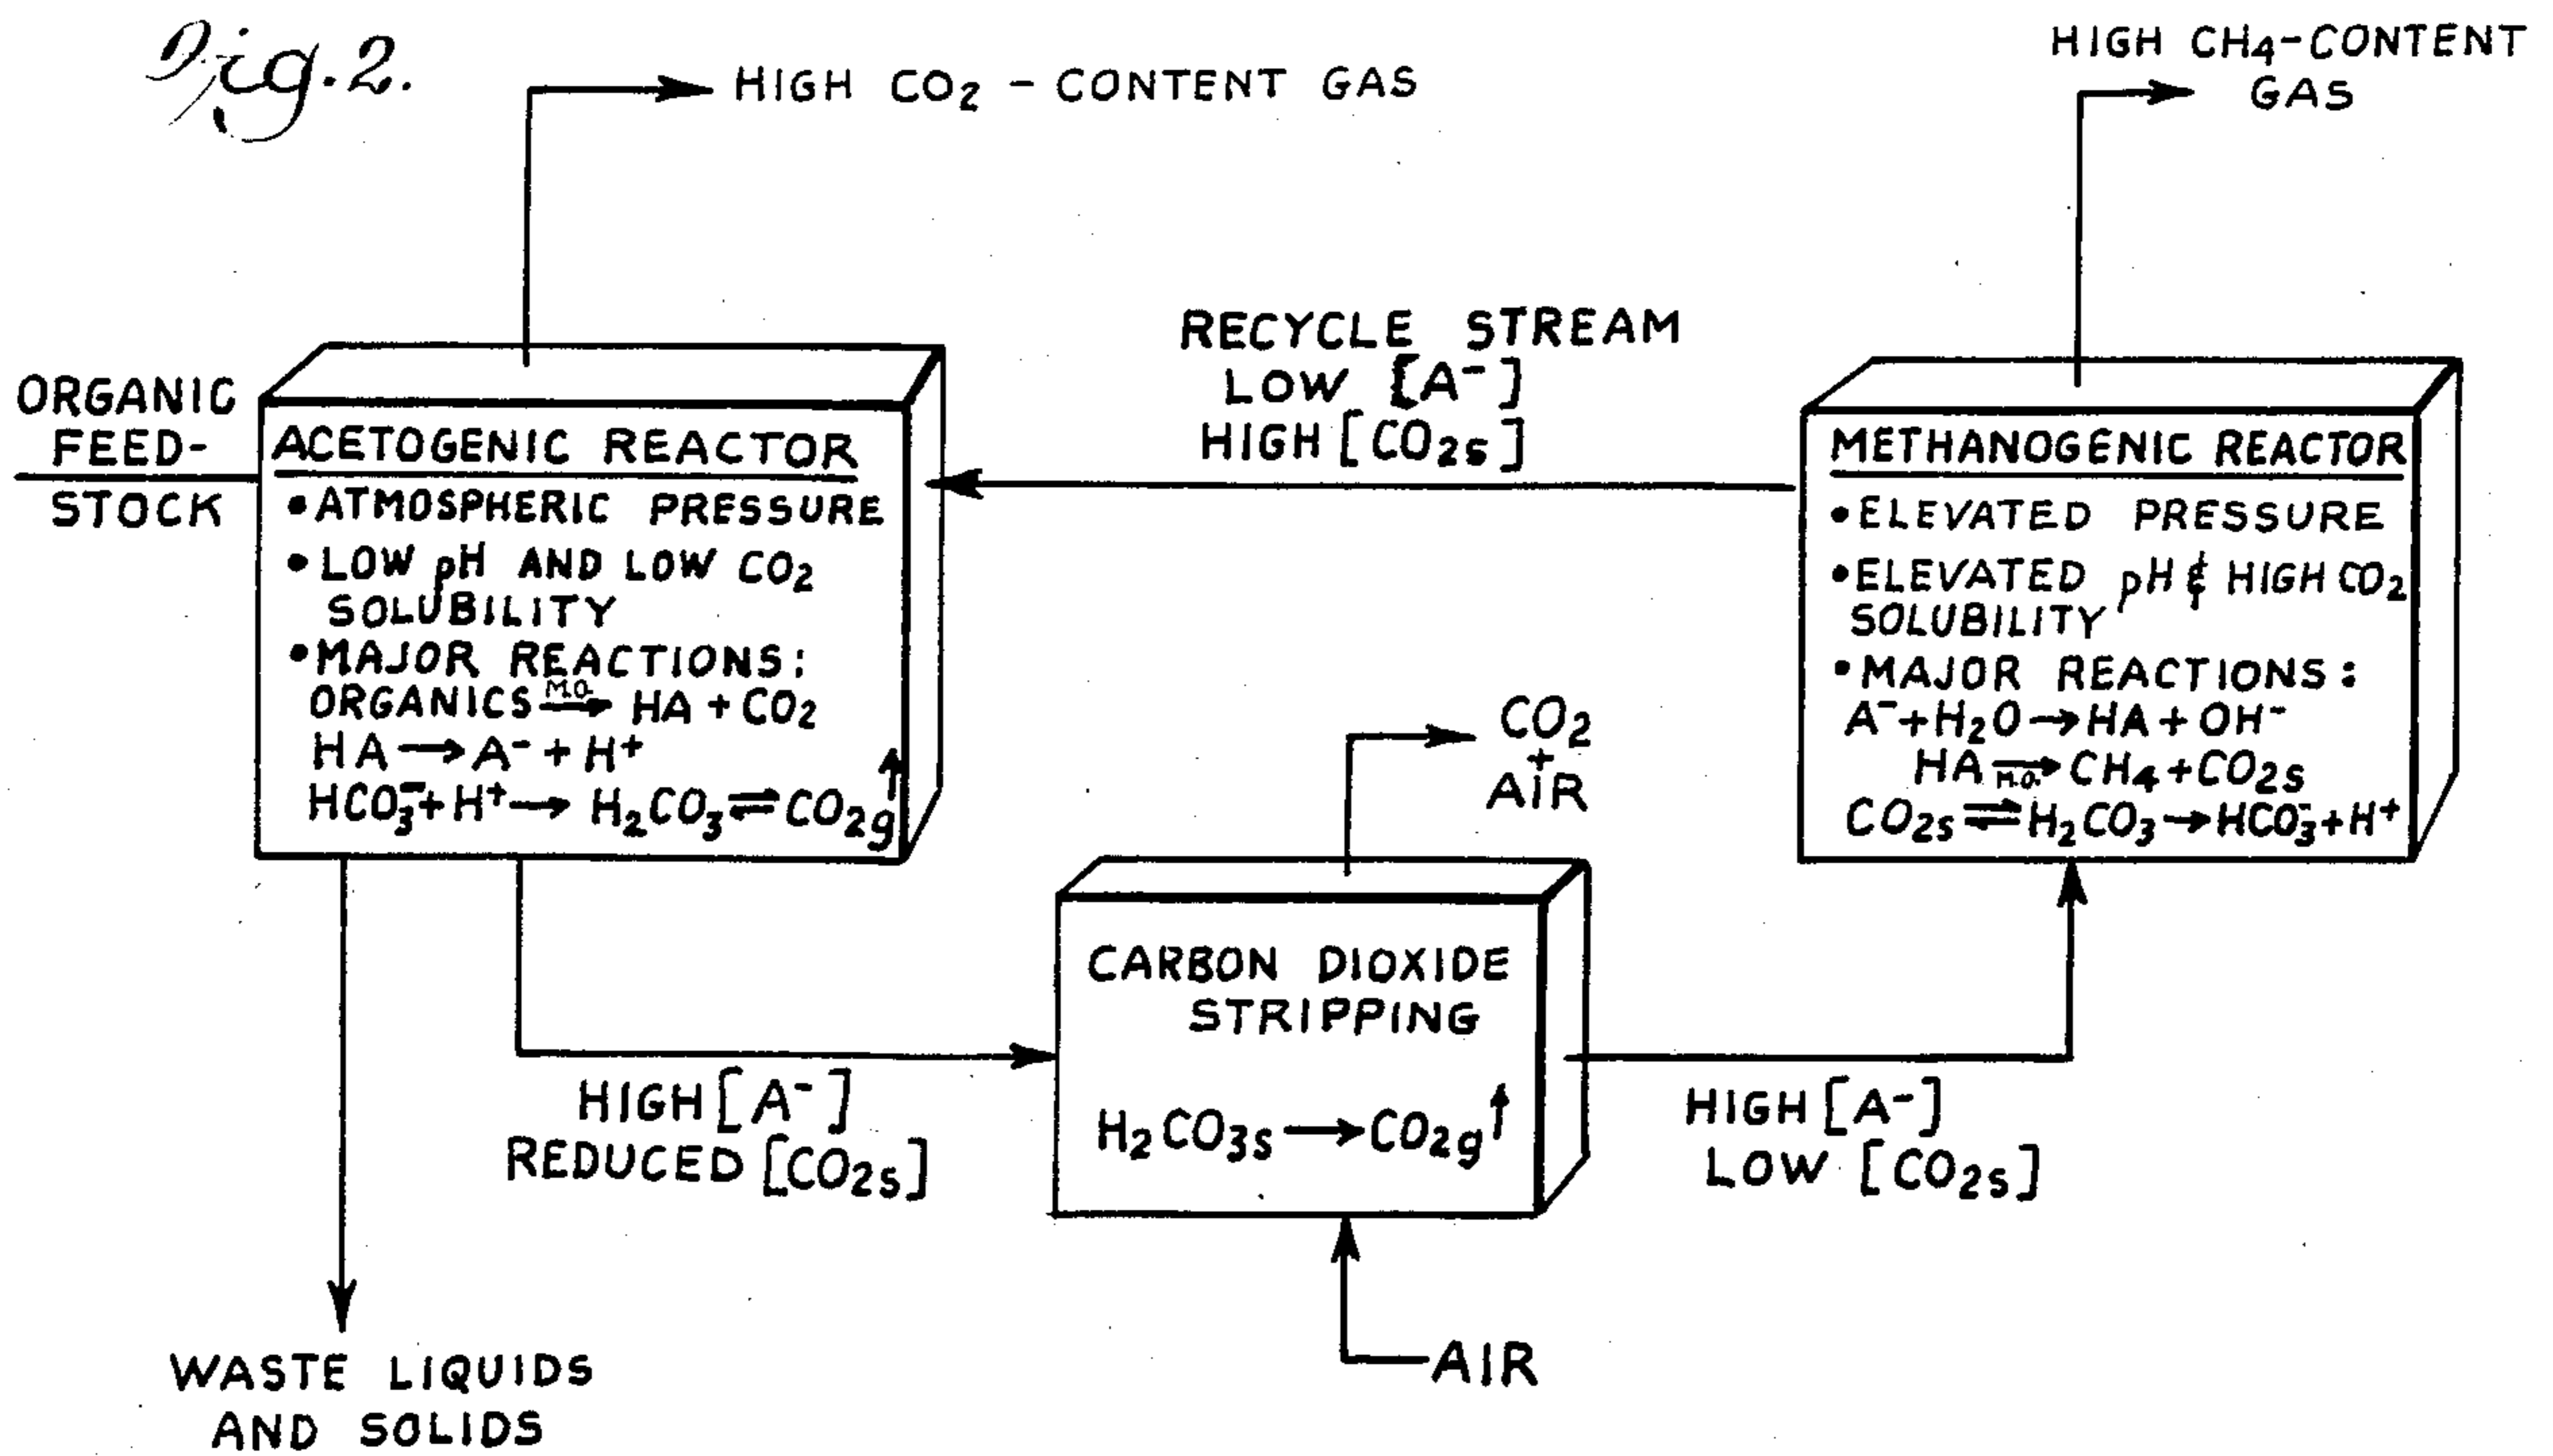 Fig. 2.
HIGH CO₂ - CONTENT GAS
HIGH CH₄-CONTENT
GAS
ORGANIC
FEED-
STOCK
ACETOGENIC REACTOR
• ATMOSPHERIC PRESSURE
• LOW pH AND LOW CO₂
SOLUBILITY
• MAJOR REACTIONS:
ORGANICS M.O.→ HA + CO₂
HA → A⁻ + H⁺
HCO₃⁻ + H⁺ → H₂CO₃ ⇌ CO₂g ↑
RECYCLE STREAM
LOW [A⁻]
HIGH [CO₂s]
METHANOGENIC REACTOR
• ELEVATED PRESSURE
• ELEVATED pH & HIGH CO₂
SOLUBILITY
• MAJOR REACTIONS:
A⁻ + H₂O → HA + OH⁻
HA →M.O. CH₄ + CO₂s
CO₂s ⇌ H₂CO₃ → HCO₃⁻ + H⁺
CO₂
+
AIR
CARBON DIOXIDE
STRIPPING
H₂CO₃s → CO₂g ↑
HIGH [A⁻]
REDUCED [CO₂s]
HIGH [A⁻]
LOW [CO₂s]
AIR
WASTE LIQUIDS
AND SOLIDS